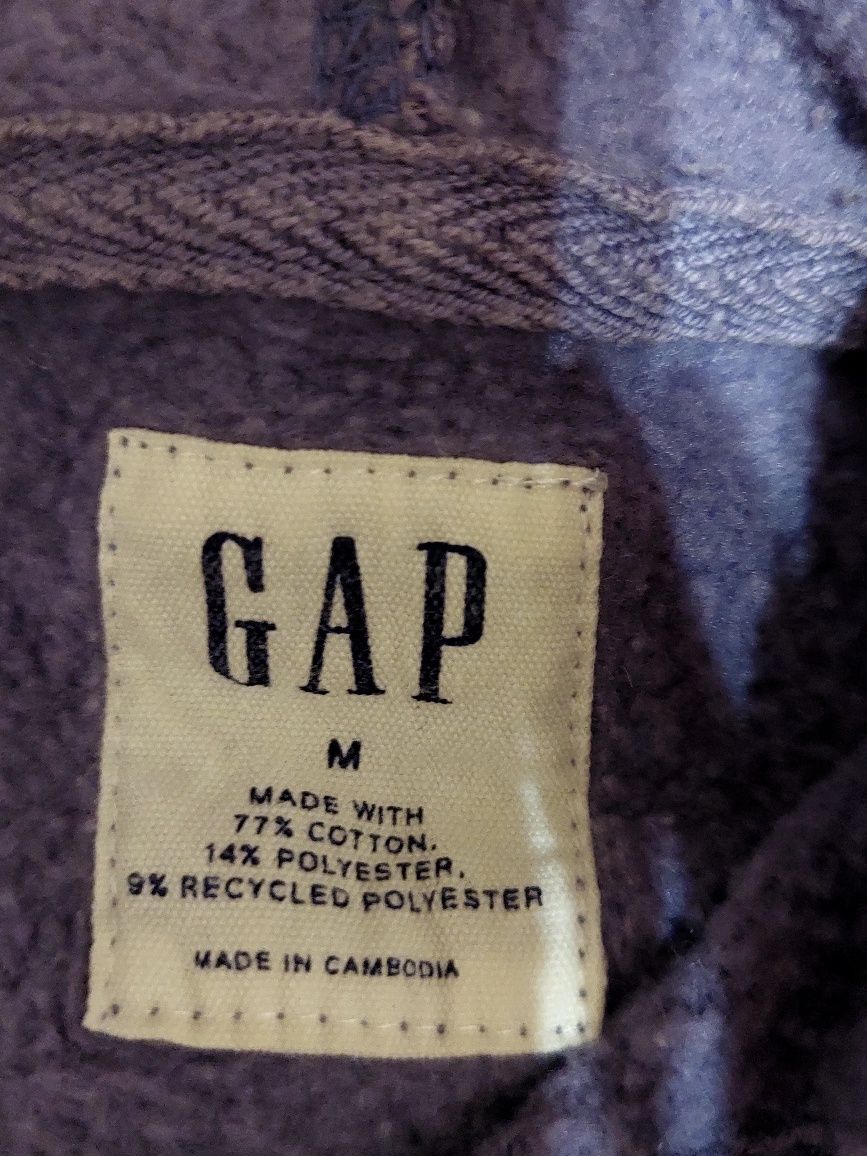 GAP
M
MADE WITH
77% COTTON.
14% POLYESTER.
9% RECYCLED POLYESTER
MADE IN CAMBODIA